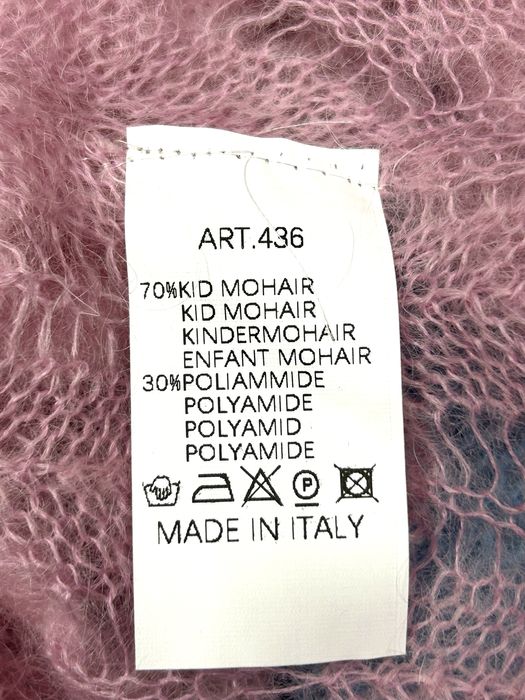 ART.436
70%KID MOHAIR
KID MOHAIR
KINDERMOHAIR
ENFANT MOHAIR
30%POLIAMMIDE
POLYAMIDE
POLYAMID
POLYAMIDE
P
MADE IN ITALY